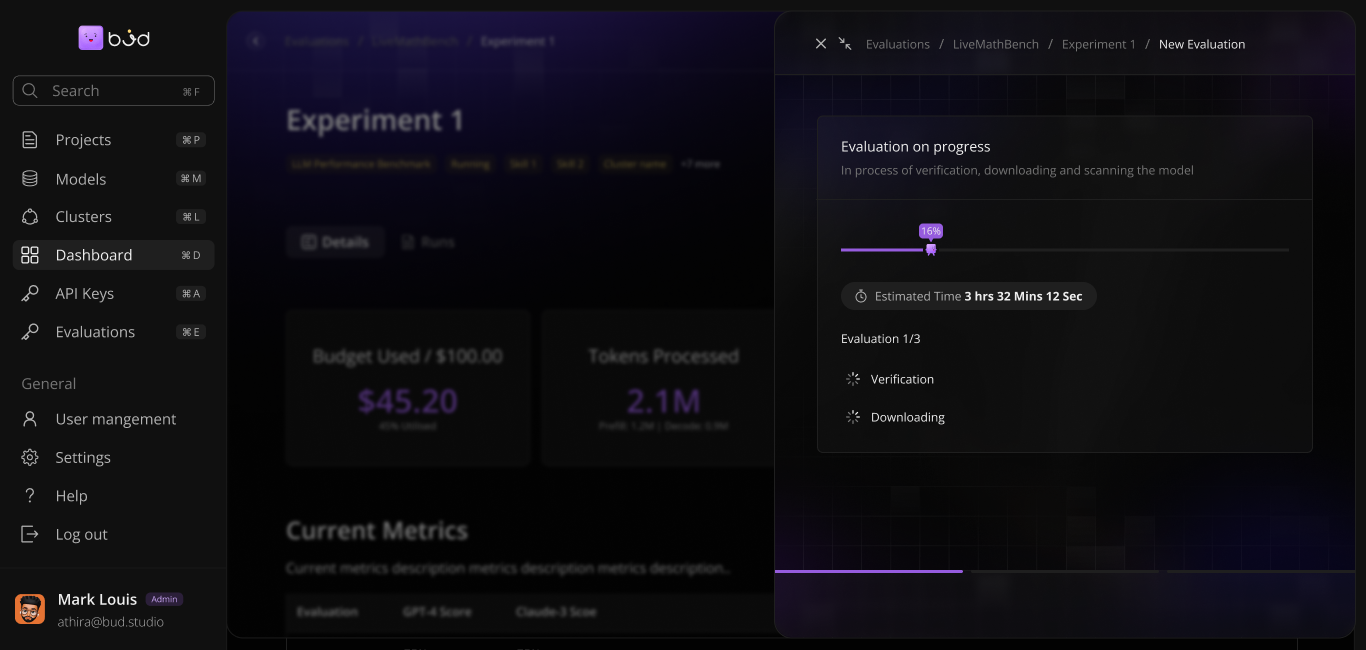 bud
Search ⌘ F
Projects ⌘ P
Models ⌘ M
Clusters ⌘ L
Dashboard ⌘ D
API Keys ⌘ A
Evaluations ⌘ E
General
User mangement
Settings
? Help
Log out
Mark Louis Admin
athira@bud.studio
Evaluations / LiveMathBench / Experiment 1
Experiment 1
LLM Performance Benchmark Running Skill 1 Skill 2 Cluster name +7 more
Details Runs
Budget Used / $100.00
$45.20
45% Utilised
Tokens Processed
2.1M
Prefill: 1.2M | Decode: 0.9M
Current Metrics
Current metrics description metrics description metrics description..
Evaluation GPT-4 Score Claude-3 Scoe
Evaluations / LiveMathBench / Experiment 1 / New Evaluation
Evaluation on progress
In process of verification, downloading and scanning the model
16%
Estimated Time 3 hrs 32 Mins 12 Sec
Evaluation 1/3
Verification
Downloading